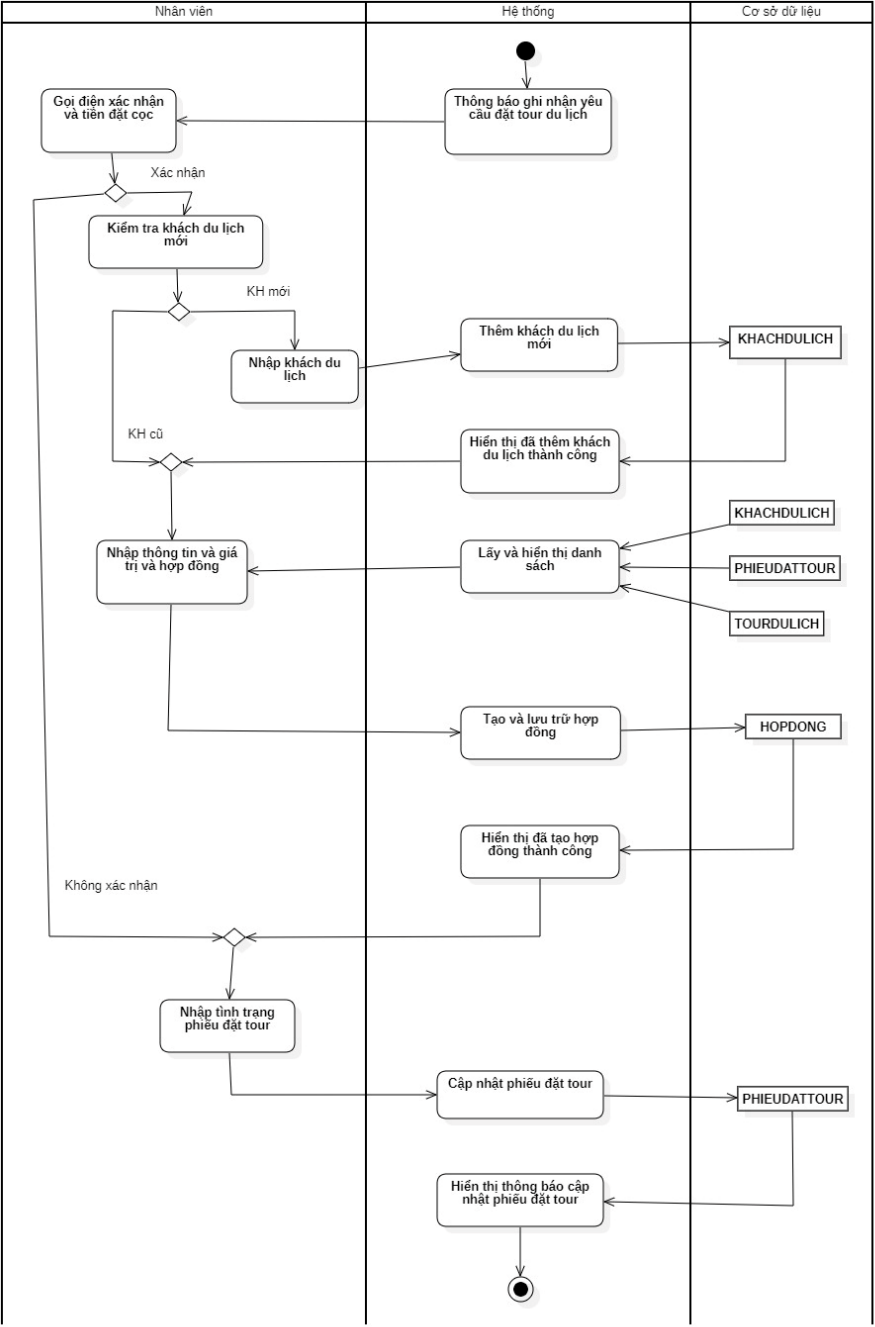 Nhân viên
Hệ thống
Cơ sở dữ liệu
Gọi điện xác nhận
và tiền đặt cọc
Thông báo ghi nhận yêu
cầu đặt tour du lịch
Xác nhận
Kiểm tra khách du lịch
mới
KH mới
Nhập khách du
lịch
Thêm khách du lịch
mới
KHACHDULICH
KH cũ
Hiển thị đã thêm khách
du lịch thành công
KHACHDULICH
Nhập thông tin và giá
trị và hợp đồng
Lấy và hiển thị danh
sách
PHIEUDATTOUR
TOURDULICH
Tạo và lưu trữ hợp
đồng
HOPDONG
Hiển thị đã tạo hợp
đồng thành công
Không xác nhận
Nhập tình trạng
phiếu đặt tour
Cập nhật phiếu đặt tour
PHIEUDATTOUR
Hiển thị thông báo cập
nhật phiếu đặt tour